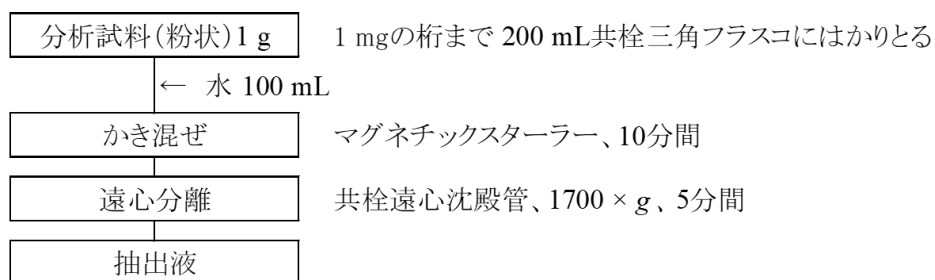 分析試料(粉状)1 g 1 mgの桁まで 200 mL共栓三角フラスコにはかりとる
← 水 100 mL
かき混ぜ マグネチックスターラー、10分間
遠心分離 共栓遠心沈殿管、1700 × g、5分間
抽出液